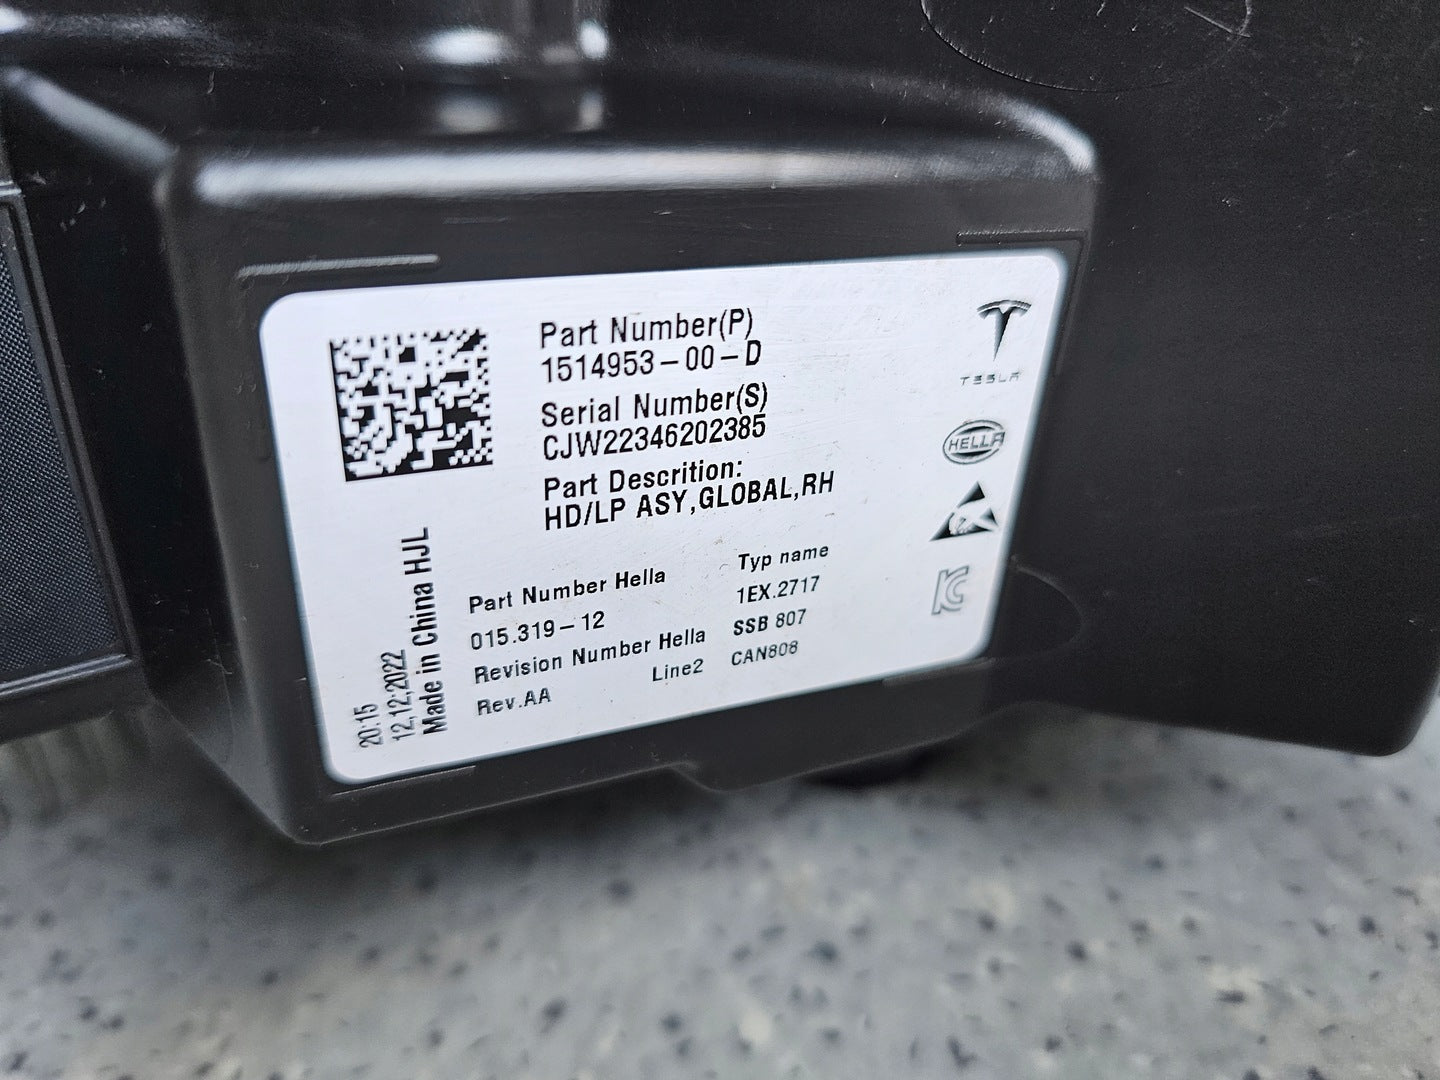 Part Number(P)
1514953-00-D
Serial Number(S)
CJW22346202385
Part Descrition:
HD/LP ASY,GLOBAL,RH
Part Number Hella
015.319-12
Revision Number Hella
Rev.AA
Line2
Typ name
1EX.2717
SSB 807
CAN808
20:15
12,12,2022
Made in China HJL
TESLA
HELLA